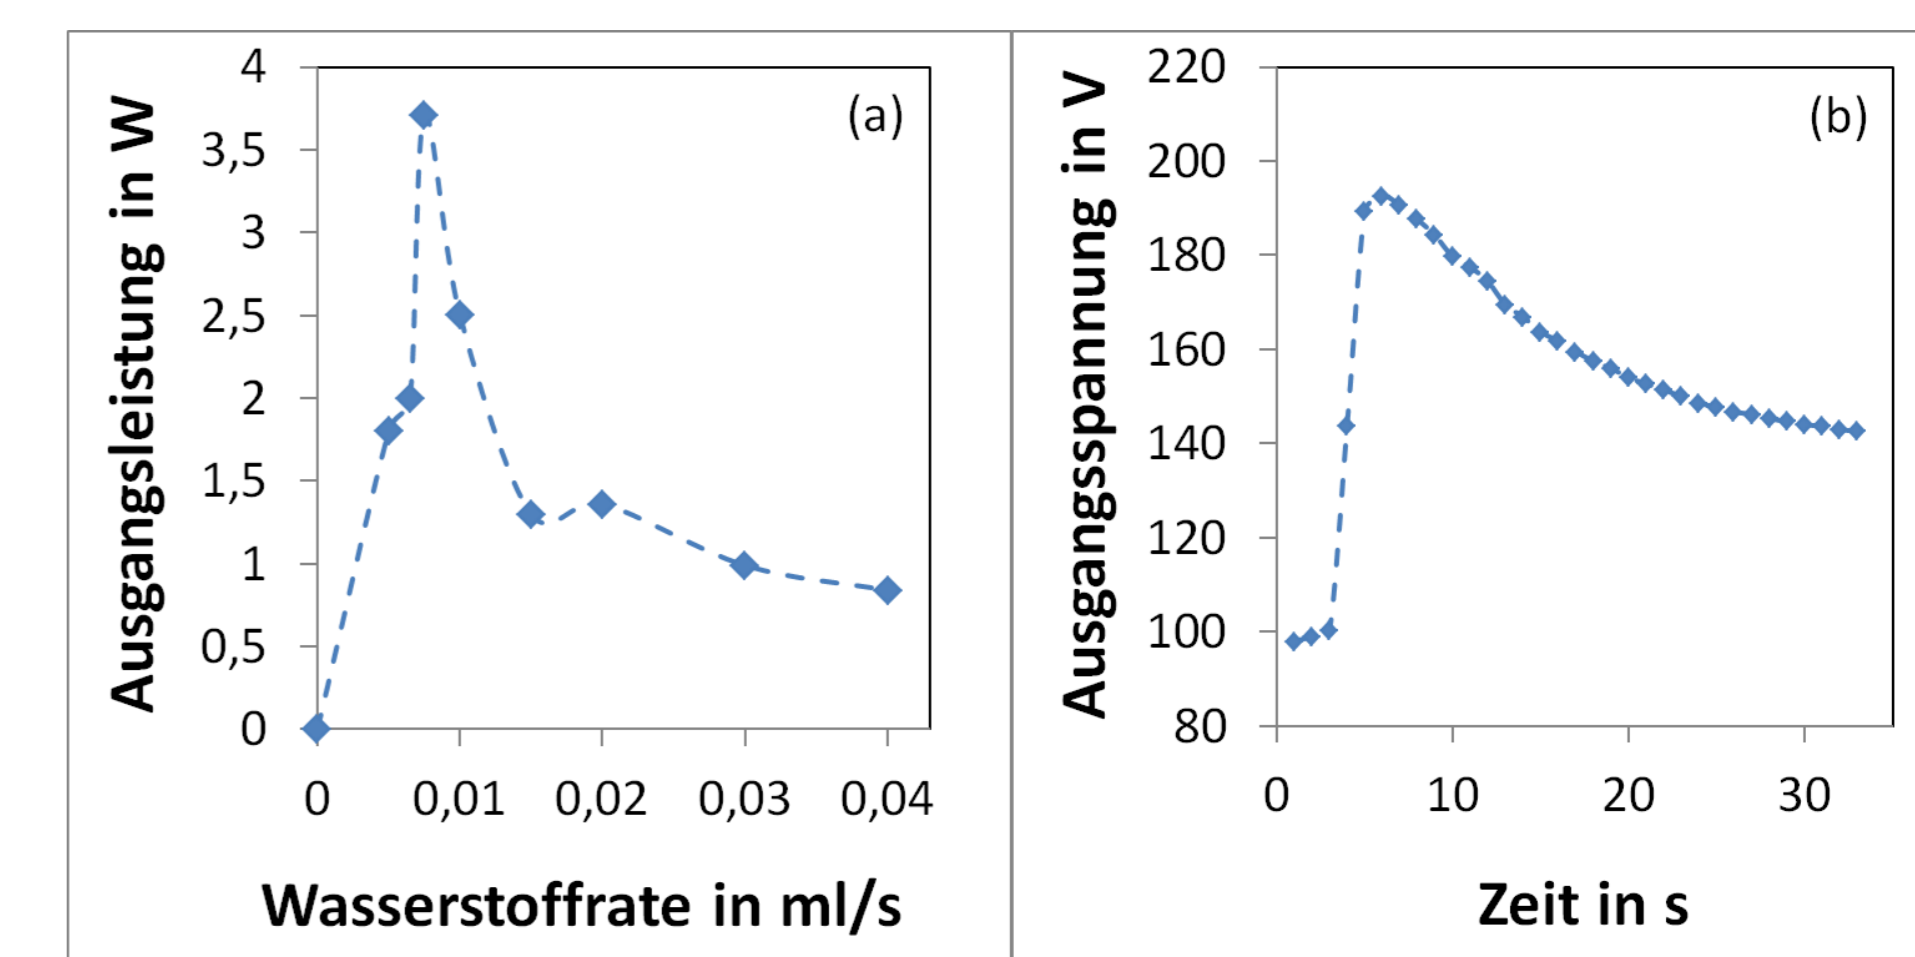 (a)
Ausgangsleistung in W
4
3,5
3
2,5
2
1,5
1
0,5
0
0 0,01 0,02 0,03 0,04
Wasserstoffrate in ml/s
(b)
Ausgangsspannung in V
220
200
180
160
140
120
100
80
0 10 20 30
Zeit in s